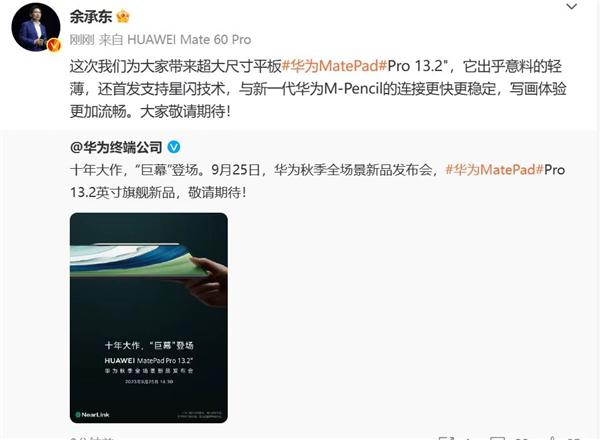 余承东
刚刚 来自 HUAWEI Mate 60 Pro
这次我们为大家带来超大尺寸平板#华为MatePad#Pro 13.2"，它出乎意料的轻
薄，还首发支持星闪技术，与新一代华为M-Pencil的连接更快更稳定，写画体验
更加流畅。大家敬请期待！
@华为终端公司
十年大作，“巨幕”登场。9月25日，华为秋季全场景新品发布会，#华为MatePad#Pro
13.2英寸旗舰新品，敬请期待！
十年大作，“巨幕”登场
HUAWEI MatePad Pro 13.2"
华为秋季全场景新品发布会
2023年9月25日 14:30
NearLink